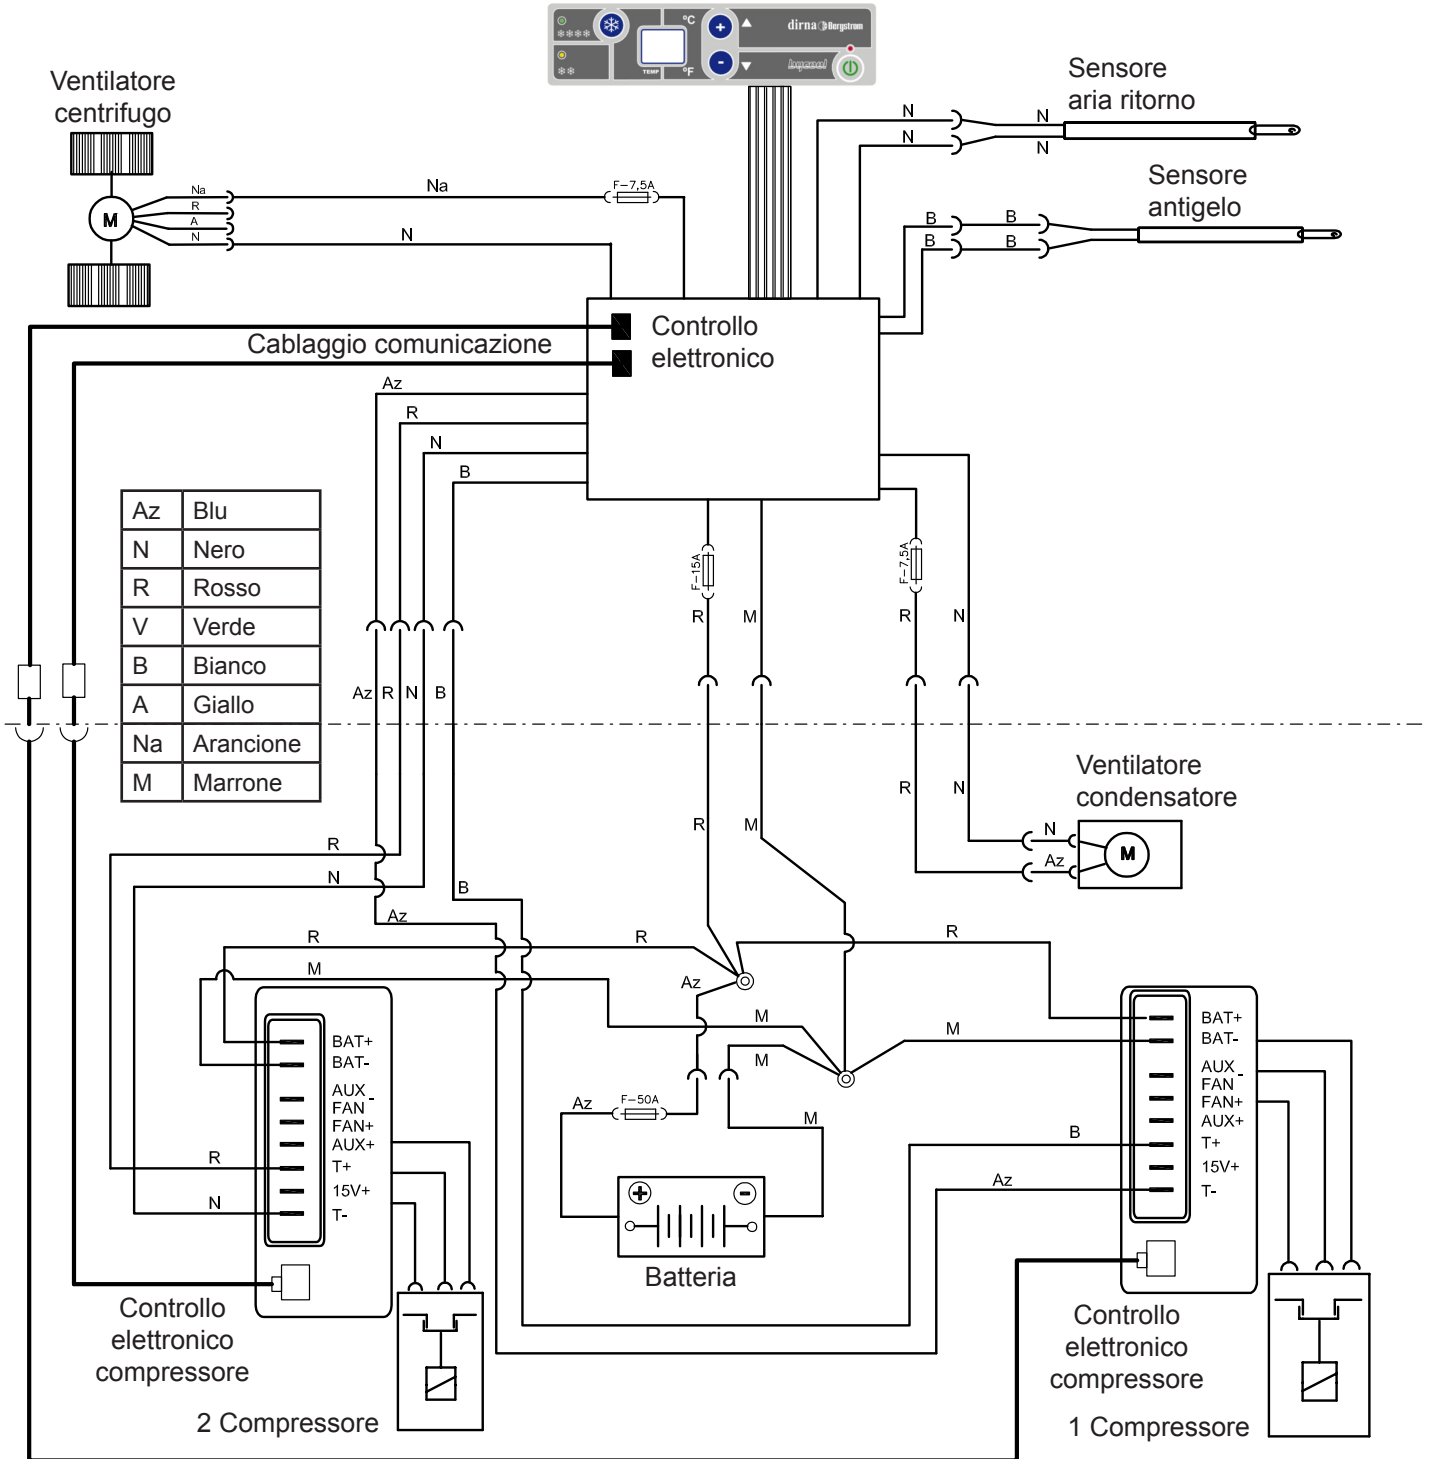 °C
+
▲
dirna Bergstrom
❄❄❄❄
TEMP
°F
-
▼
bycool
❄❄
Ventilatore
centrifugo
Sensore
aria ritorno
N
N
N
N
Sensore
antigelo
B
B
B
B
Na
R
A
N
M
Na
F-7,5A
N
Controllo
elettronico
Cablaggio comunicazione
Az
R
N
B
Az Blu
N Nero
R Rosso
V Verde
B Bianco
A Giallo
Na Arancione
M Marrone
F-15A
F-7,5A
R
M
R
N
Az
R
N
B
R
N
Ventilatore
condensatore
R
M
N
Az
M
R
N
B
Az
R
R
R
M
Az
M
M
M
BAT+
BAT-
AUX
-
FAN
FAN+
AUX+
T+
15V+
T-
R
N
Az
F-50A
M
+
-
Batteria
B
Az
BAT+
BAT-
AUX
-
FAN
FAN+
AUX+
T+
15V+
T-
Controllo
elettronico
compressore
2 Compressore
Controllo
elettronico
compressore
1 Compressore